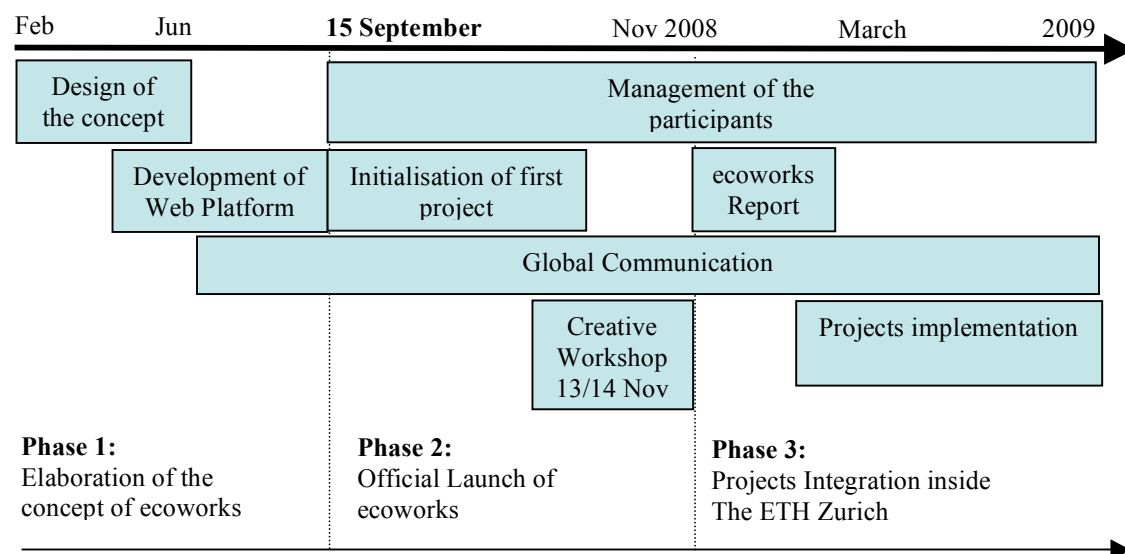 Feb Jun 15 September Nov 2008 March 2009
Design of
the concept
Management of the
participants
Development of
Web Platform
Initialisation of first
project
ecoworks
Report
Global Communication
Creative
Workshop
13/14 Nov
Projects implementation
Phase 1:
Elaboration of the
concept of ecoworks
Phase 2:
Official Launch of
ecoworks
Phase 3:
Projects Integration inside
The ETH Zurich